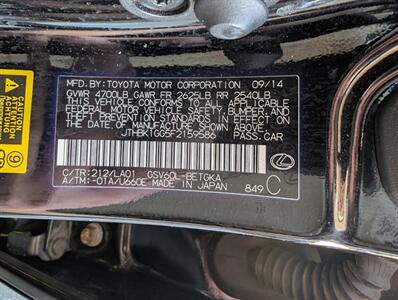 MFD. BY: TOYOTA MOTOR CORPORATION 09/14
GVWR 4700LB GAWR FR 2625LB RR 2540LB
THIS VEHICLE CONFORMS TO ALL APPLICABLE
FEDERAL MOTOR VEHICLE SAFETY, BUMPER, AND
THEFT PREVENTION STANDARDS IN EFFECT ON
THE DATE OF MANUFACTURE SHOWN ABOVE.
JTHBK1GG5F2159586 PASS CAR
C/TR:212/LA01 GSV60L-BETGKA
A/TM:-01A/U660E MADE IN JAPAN 849 C